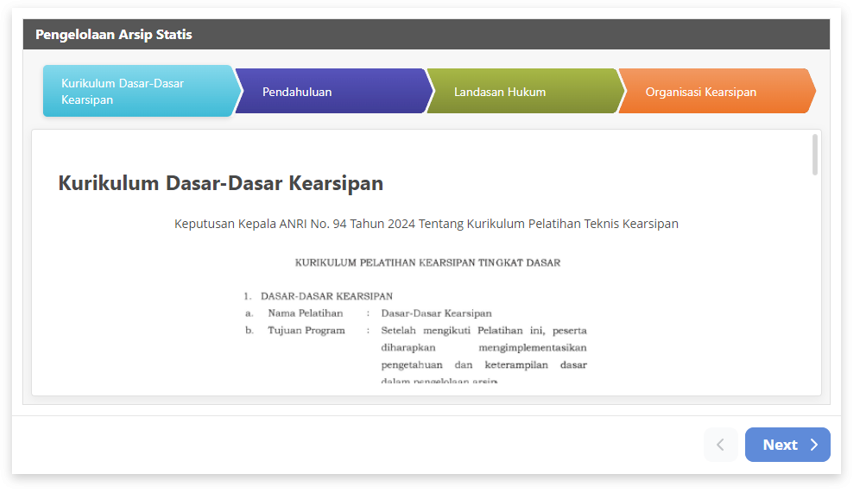 Pengelolaan Arsip Statis
Kurikulum Dasar-Dasar
Kearsipan
Pendahuluan
Landasan Hukum
Organisasi Kearsipan
Kurikulum Dasar-Dasar Kearsipan
Keputusan Kepala ANRI No. 94 Tahun 2024 Tentang Kurikulum Pelatihan Teknis Kearsipan
KURIKULUM PELATIHAN KEARSIPAN TINGKAT DASAR
1. DASAR-DASAR KEARSIPAN
a. Nama Pelatihan : Dasar-Dasar Kearsipan
b. Tujuan Program : Setelah mengikuti Pelatihan ini, peserta
diharapkan mengimplementasikan
pengetahuan dan keterampilan dasar
dalam pengelolaan arsip.
Next